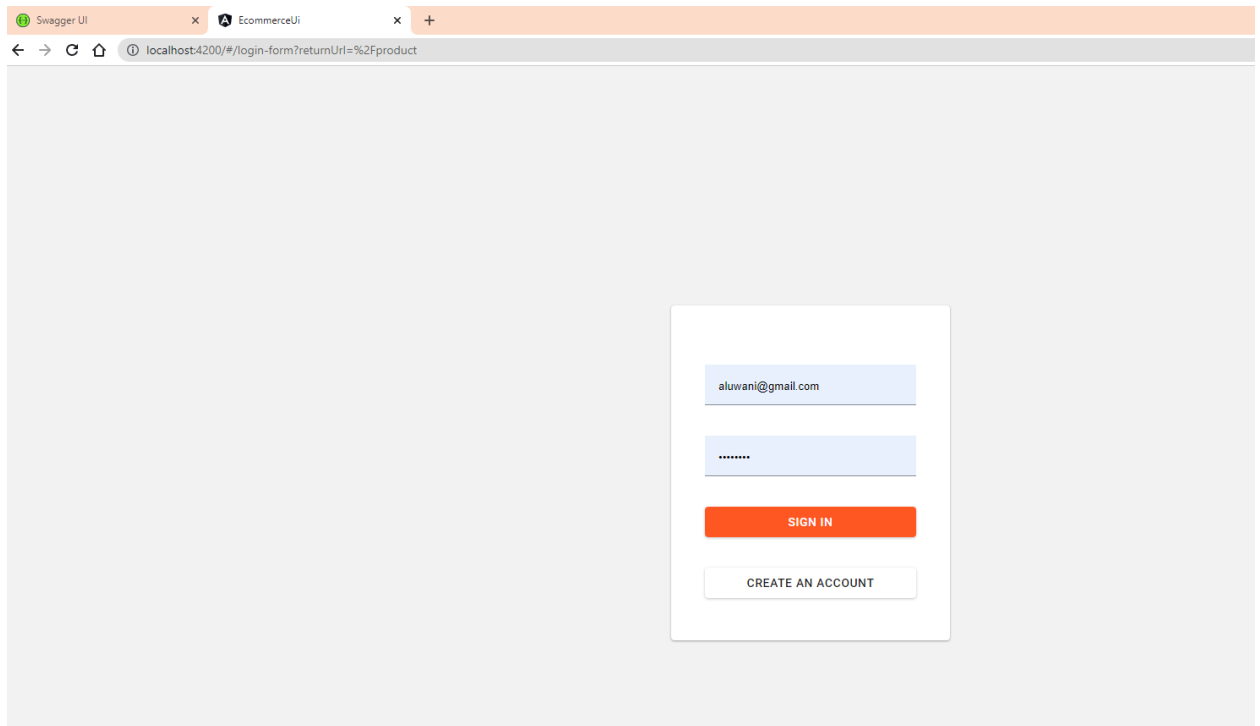 Swagger UI
EcommerceUi
localhost:4200/#/login-form?returnUrl=%2Fproduct
aluwani@gmail.com
••••••••
SIGN IN
CREATE AN ACCOUNT